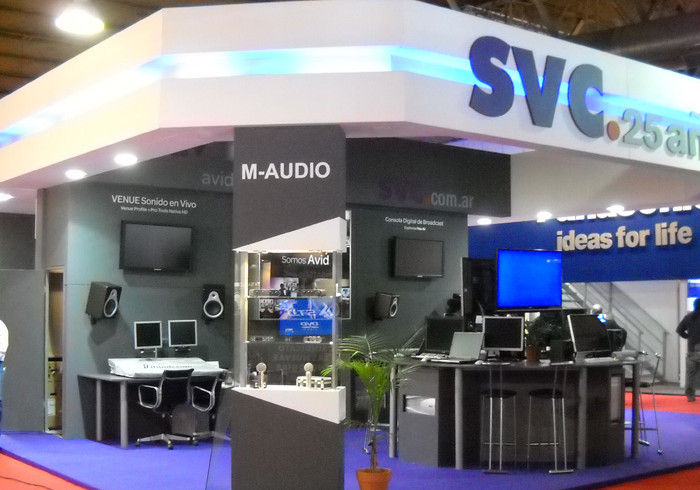 SVC.25 añ
avid
M-AUDIO
SVC.com.ar
VENUE Sonido en Vivo
Venue Profile + Pro Tools Native HD
Consola Digital de Broadcast
Somos Avid
ideas for life